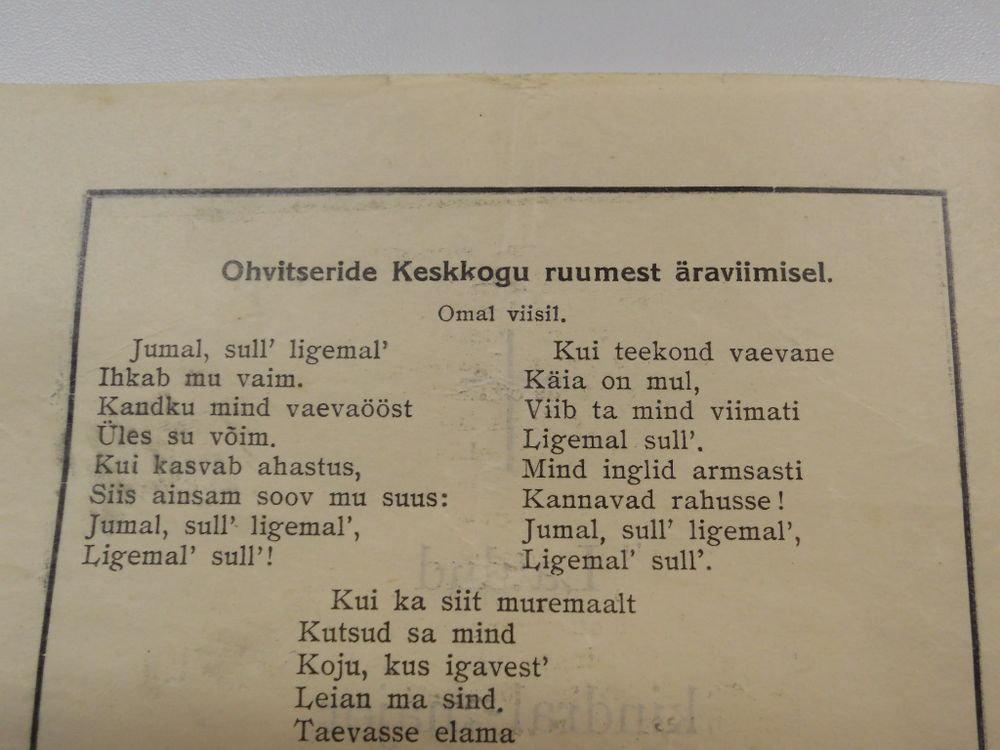 Ohvitseride Keskkogu ruumest äraviimisel.
Omal viisil.
Jumal, sull’ ligemal’
Ihkab mu vaim.
Kandku mind vaevaööst
Üles su võim.
Kui kasvab ahastus,
Siis ainsam soov mu suus:
Jumal, sull’ ligemal’,
Ligemal’ sull’!
Kui teekond vaevane
Käia on mul,
Viib ta mind viimati
Ligemal sull’.
Mind inglid armsasti
Kannavad rahusse!
Jumal, sull’ ligemal’,
Ligemal’ sull’.
Kui ka siit muremaalt
Kutsud sa mind
Koju, kus igavest’
Leian ma sind.
Taevasse elama